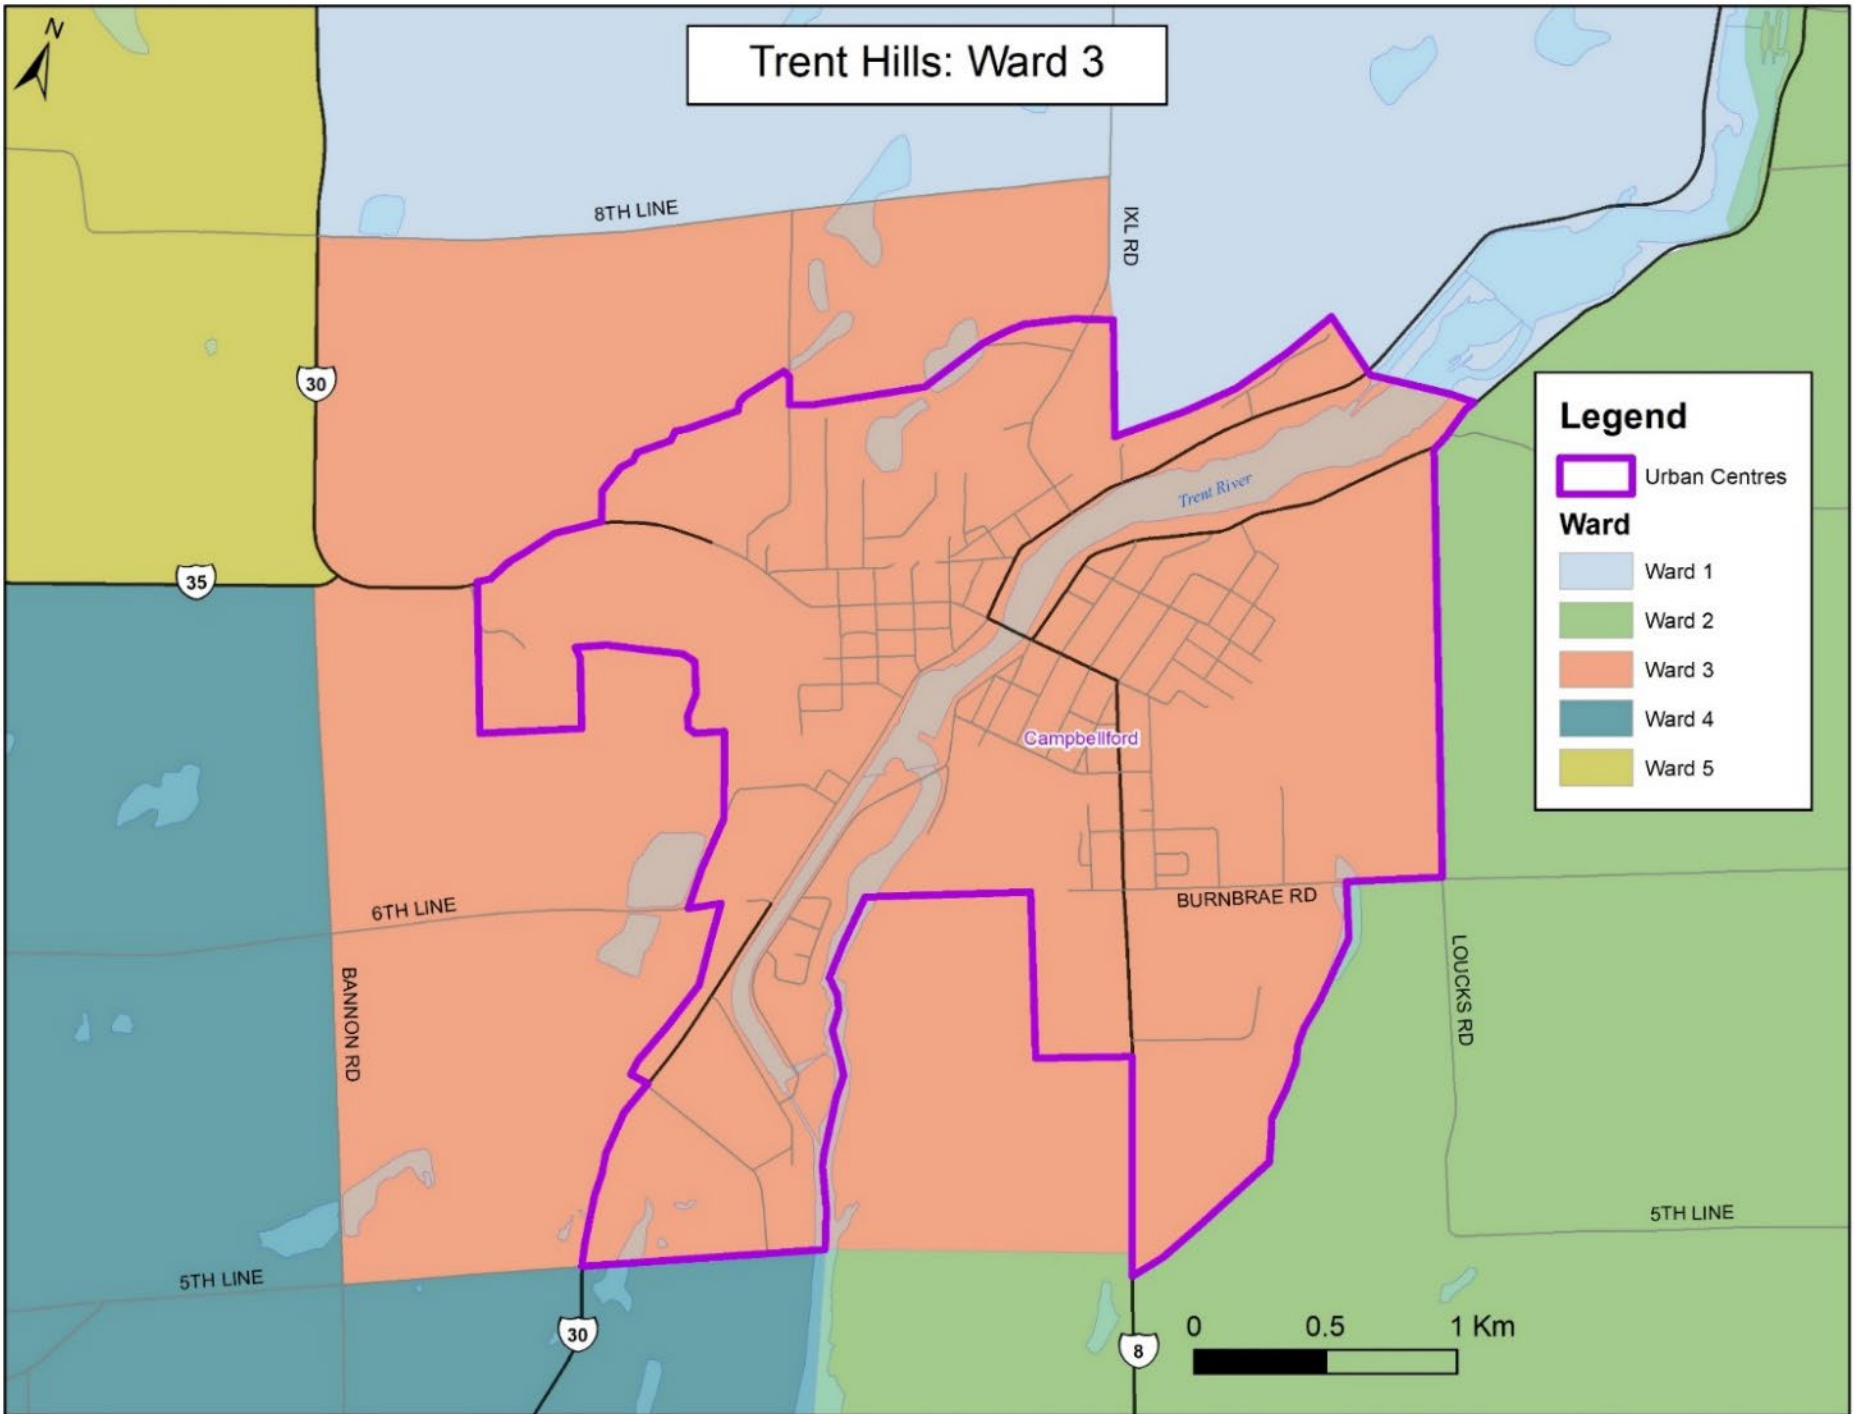 N
Trent Hills: Ward 3
8TH LINE
IXL RD
30
Legend
Urban Centres
Trent River
Ward
35
Ward 1
Ward 2
Ward 3
Ward 4
Campbellford
Ward 5
BURNBRAE RD
6TH LINE
LOUCKS RD
BANNON RD
5TH LINE
5TH LINE
0 0.5 1 Km
30
8